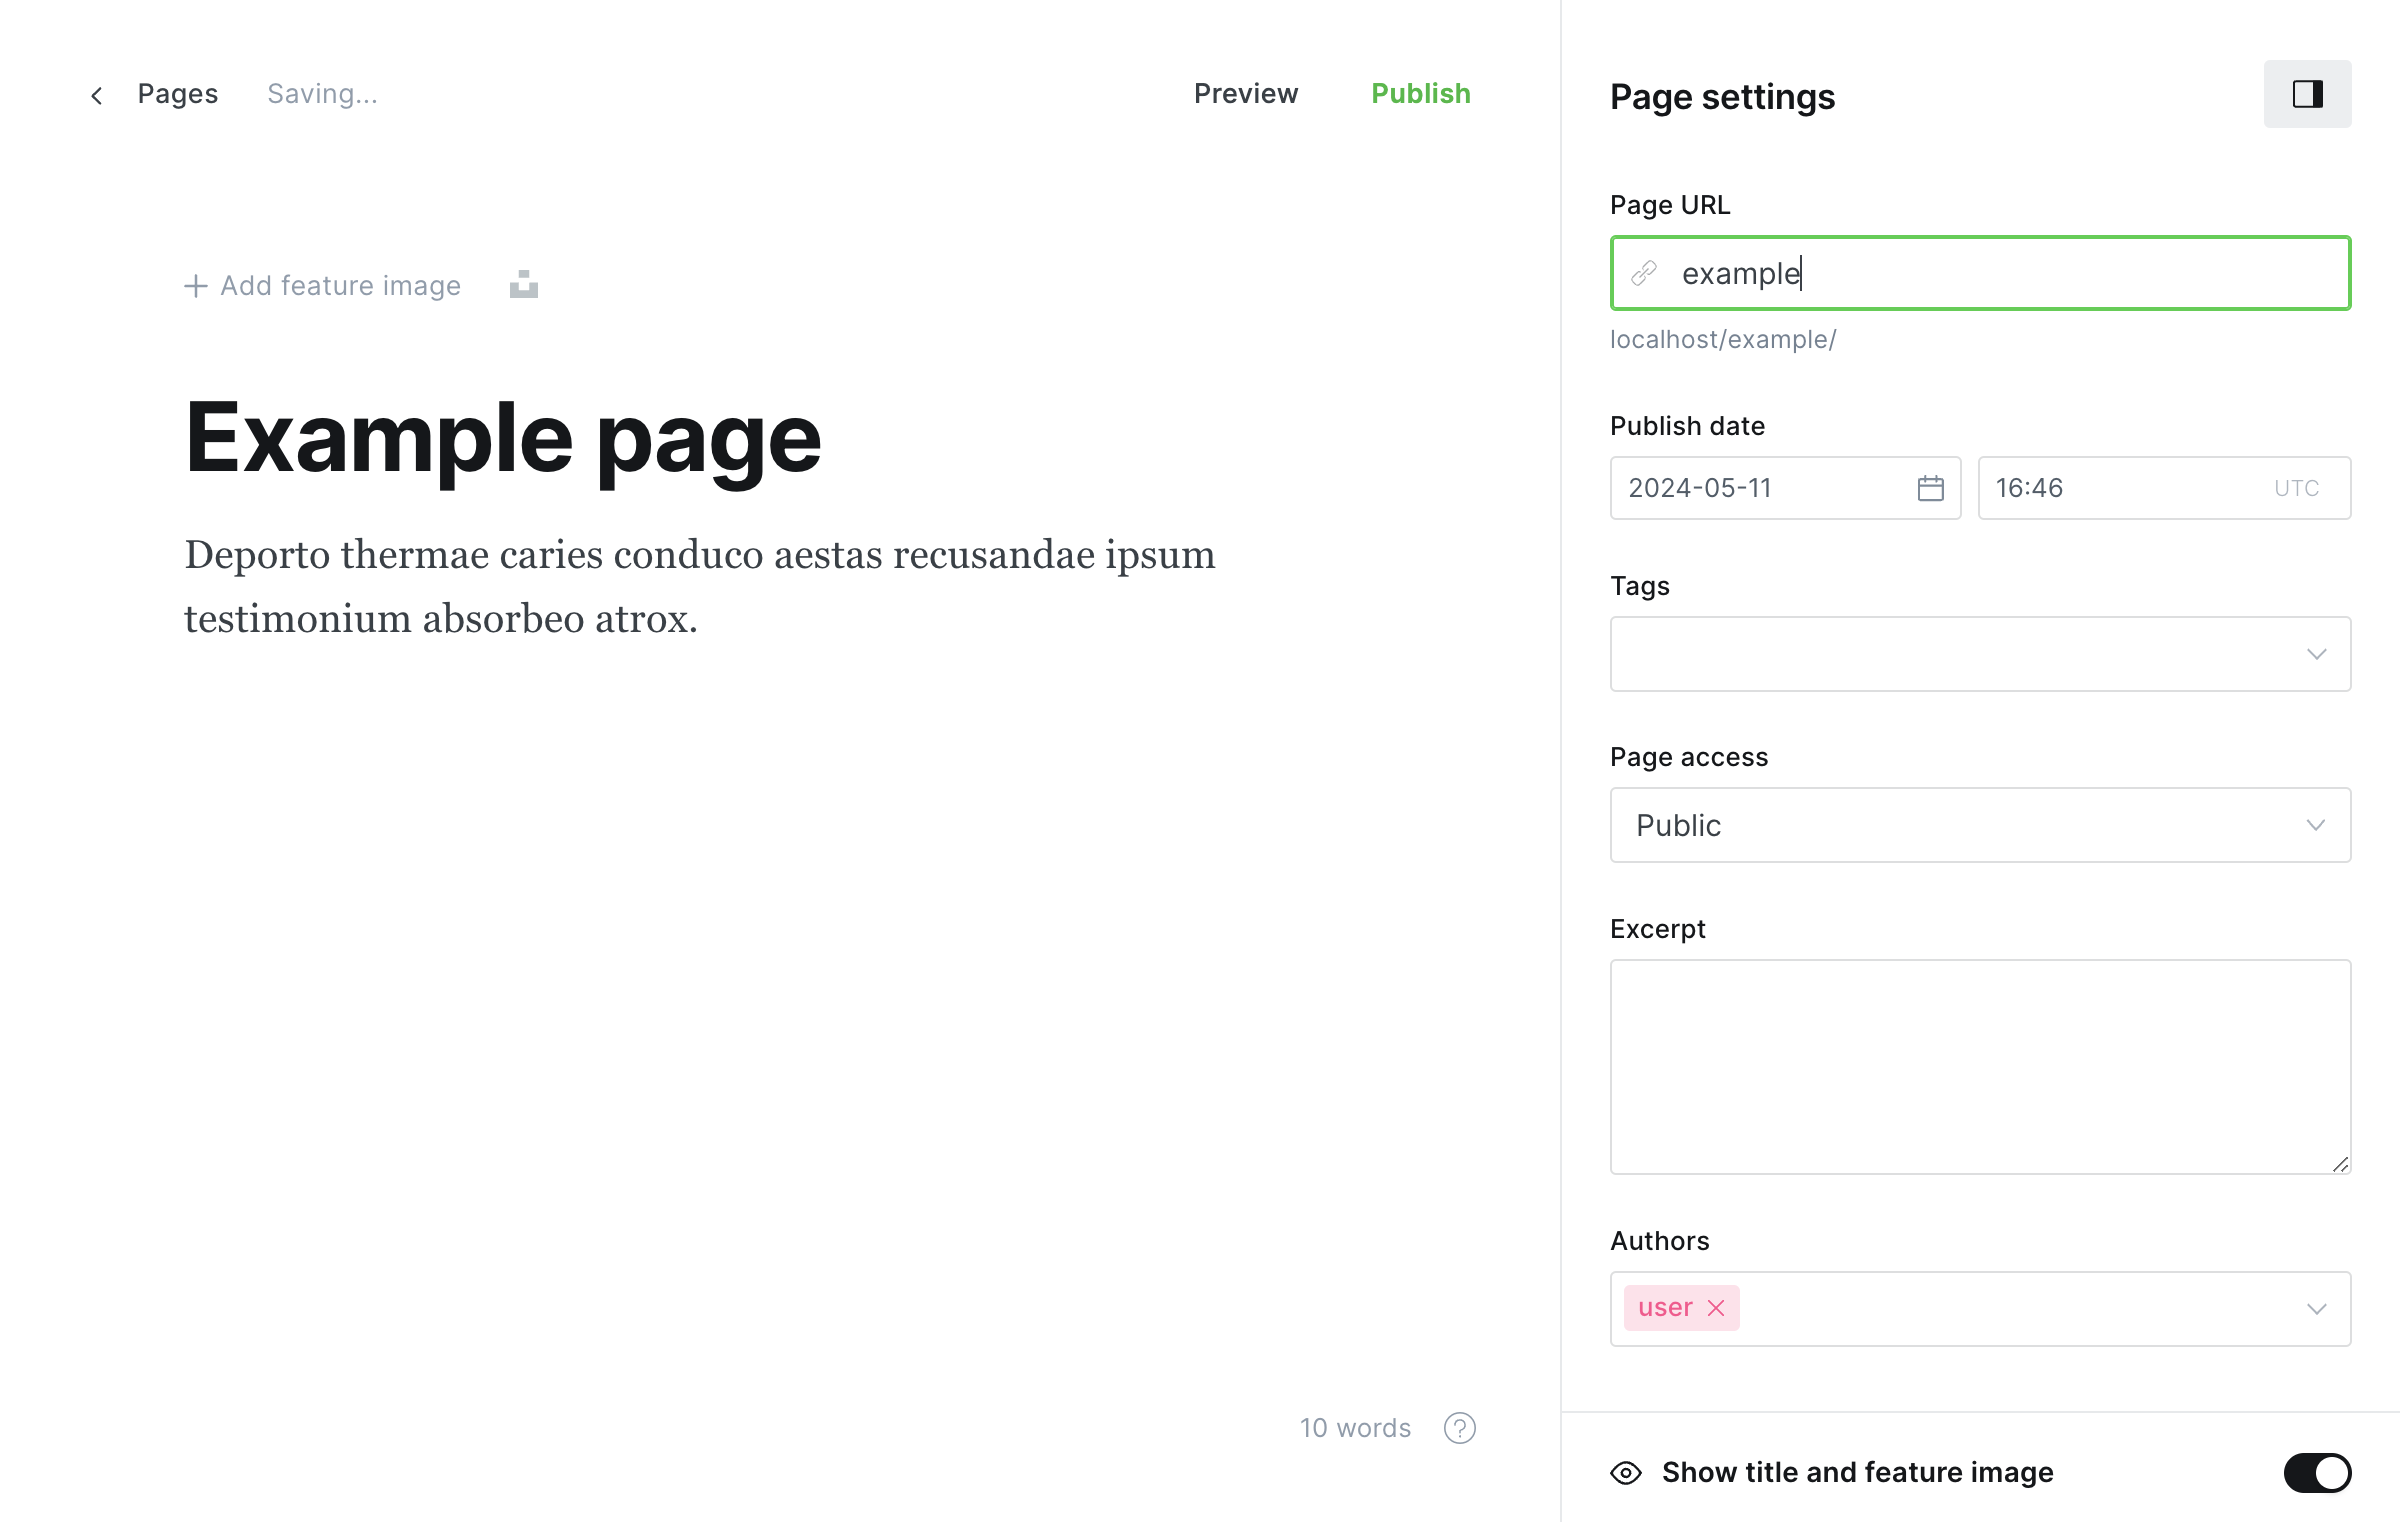 Pages
Saving...
Preview
Publish
Add feature image
Example page
Deporto thermae caries conduco aestas recusandae ipsum
testimonium absorbeo atrox.
10 words
?
Page settings
Page URL
example
localhost/example/
Publish date
2024-05-11
16:46
UTC
Tags
Page access
Public
Excerpt
Authors
user
Show title and feature image